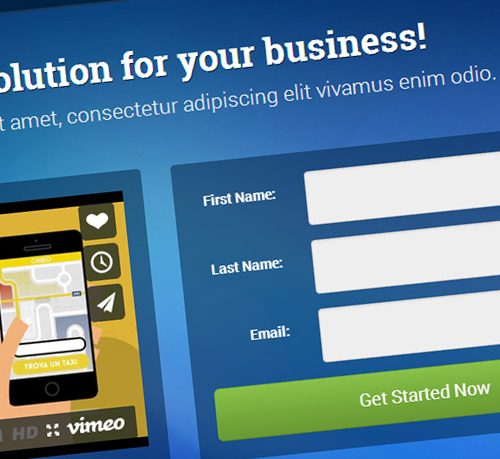 olution for your business!
t amet, consectetur adipiscing elit vivamus enim odio.
First Name:
Last Name:
Email:
Get Started Now
CARLO
TROVA UN TAXI
HD vimeo